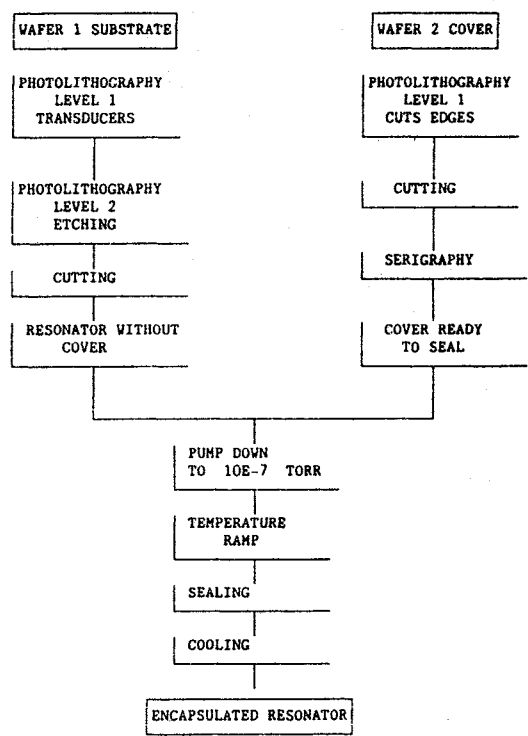 WAFER 1 SUBSTRATE
PHOTOLITHOGRAPHY
LEVEL 1
TRANSDUCERS
PHOTOLITHOGRAPHY
LEVEL 2
ETCHING
CUTTING
RESONATOR WITHOUT
COVER
WAFER 2 COVER
PHOTOLITHOGRAPHY
LEVEL 1
CUTS EDGES
CUTTING
SERIGRAPHY
COVER READY
TO SEAL
PUMP DOWN
TO 10E-7 TORR
TEMPERATURE
RAMP
SEALING
COOLING
ENCAPSULATED RESONATOR